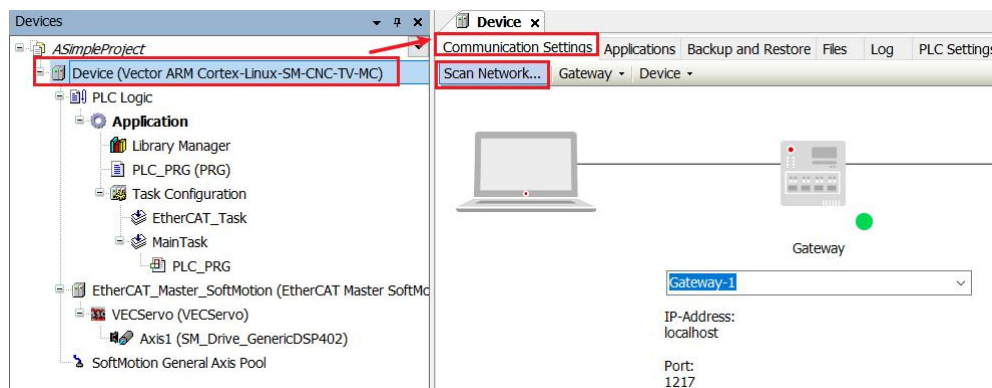 Devices
ASimpleProject
Device (Vector ARM Cortex-Linux-SM-CNC-TV-MC)
PLC Logic
Application
Library Manager
PLC_PRG (PRG)
Task Configuration
EtherCAT_Task
MainTask
PLC_PRG
EtherCAT_Master_SoftMotion (EtherCAT Master SoftMo
VECServo (VECServo)
Axis1 (SM_Drive_GenericDSP402)
SoftMotion General Axis Pool
Device
Communication Settings Applications Backup and Restore Files Log PLC Settings
Scan Network... Gateway Device
Gateway
Gateway-1
IP-Address:
localhost
Port:
1217